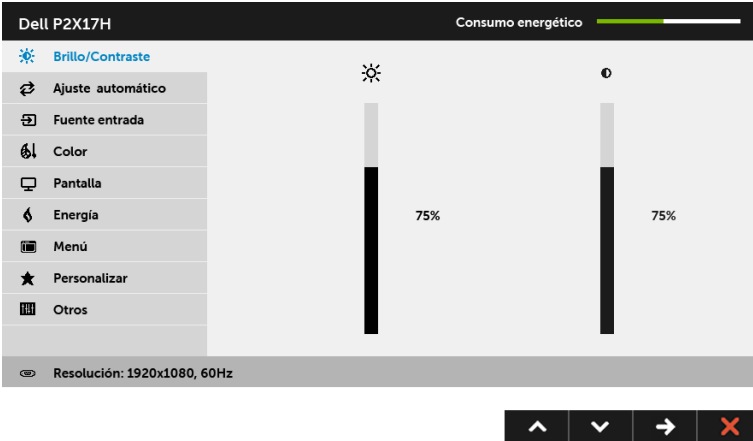 Dell P2X17H
Consumo energético
Brillo/Contraste
Ajuste automático
Fuente entrada
Color
Pantalla
Energía
Menú
Personalizar
Otros
75%
75%
Resolución: 1920x1080, 60Hz